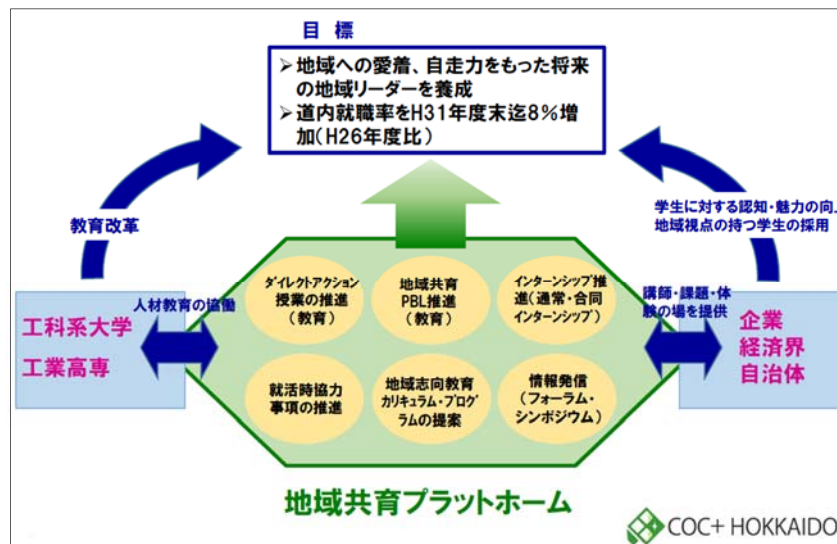 目 標
➢地域への愛着、自走力をもった将来
の地域リーダーを養成
➢道内就職率をH31年度末迄8%増
加(H26年度比)
教育改革
学生に対する認知・魅力の向
地域視点の持つ学生の採用
人材教育の協働
講師・課題・体
験の場を提供
工科系大学
工業高専
企業
経済界
自治体
ダイレクトアクション
授業の推進
(教育)
地域共育
PBL推進
(教育)
インターンシップ推
進(通常・合同
インターンシップ)
就活時協力
事項の推進
地域志向教育
カリキュラム・プログ
ラムの提案
情報発信
(フォーラム・
シンポジウム)
地域共育プラットホーム
COC+ HOKKAIDO